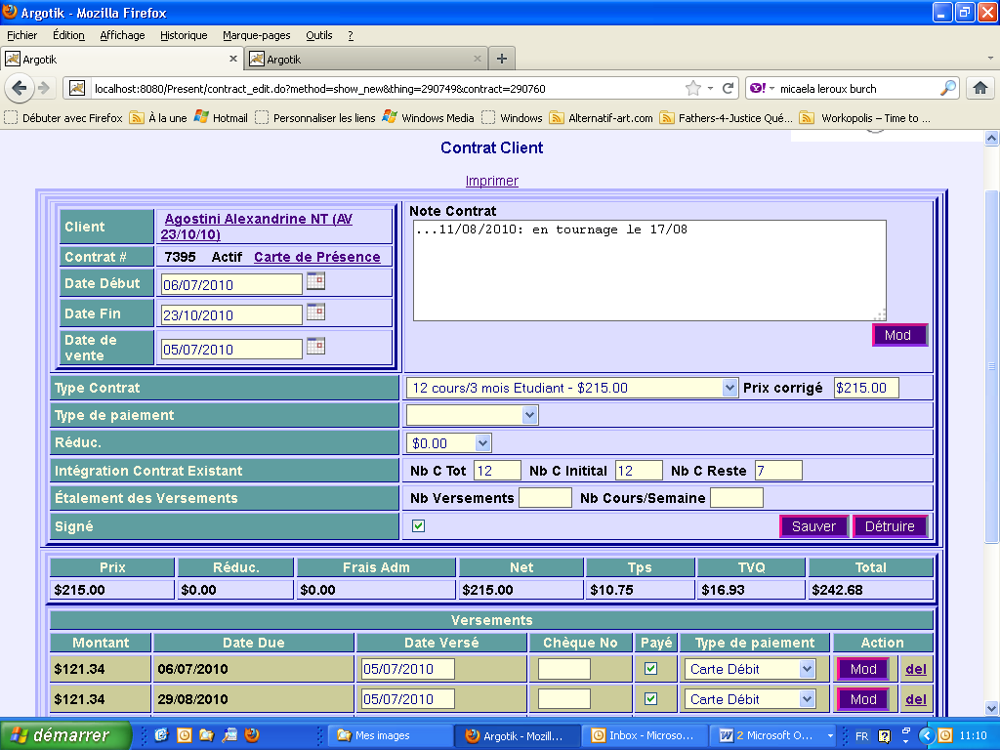 Argotik - Mozilla Firefox
Fichier Édition Affichage Historique Marque-pages Outils ?
Argotik Argotik
localhost:8080/Present/contract_edit.do?method=show_new&thing=290749&contract=290760 micaela leroux burch
Débuter avec Firefox À la une Hotmail Personnaliser les liens Windows Media Windows Alternatif-art.com Fathers-4-Justice Qué... Workopolis – Time to ...
Contrat Client
Imprimer
Client Agostini Alexandrine NT (AV 23/10/10)
Contrat # 7395 Actif Carte de Présence
Date Début 06/07/2010
Date Fin 23/10/2010
Date de vente 05/07/2010
Note Contrat
...11/08/2010: en tournage le 17/08
Mod
Type Contrat 12 cours/3 mois Etudiant - $215.00 Prix corrigé $215.00
Type de paiement
Réduc. $0.00
Intégration Contrat Existant Nb C Tot 12 Nb C Initital 12 Nb C Reste 7
Étalement des Versements Nb Versements Nb Cours/Semaine
Signé Sauver Détruire
Prix Réduc. Frais Adm Net Tps TVQ Total
$215.00 $0.00 $0.00 $215.00 $10.75 $16.93 $242.68
Versements
Montant Date Due Date Versé Chèque No Payé Type de paiement Action
$121.34 06/07/2010 05/07/2010 Carte Débit Mod del
$121.34 29/08/2010 05/07/2010 Carte Débit Mod del
démarrer Mes images Argotik - Mozill... Inbox - Microso... 2 Microsoft O... FR 11:10